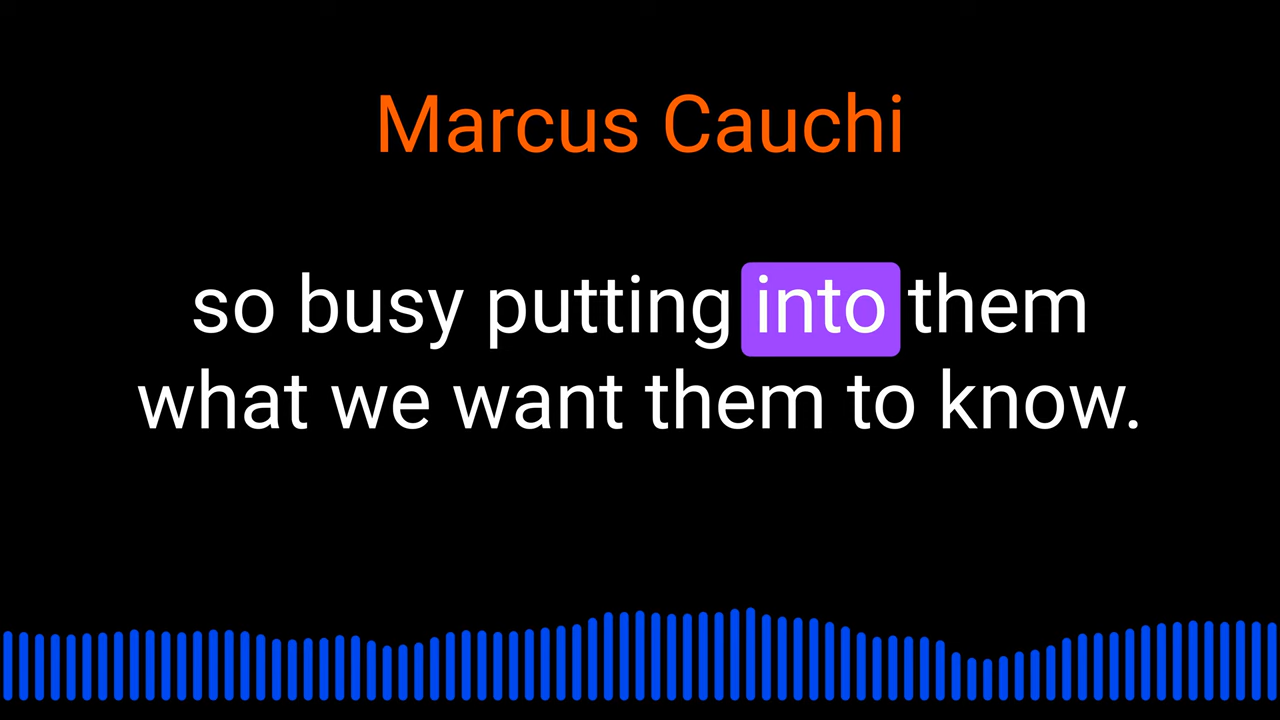 Marcus Cauchi
so busy putting into them
what we want them to know.